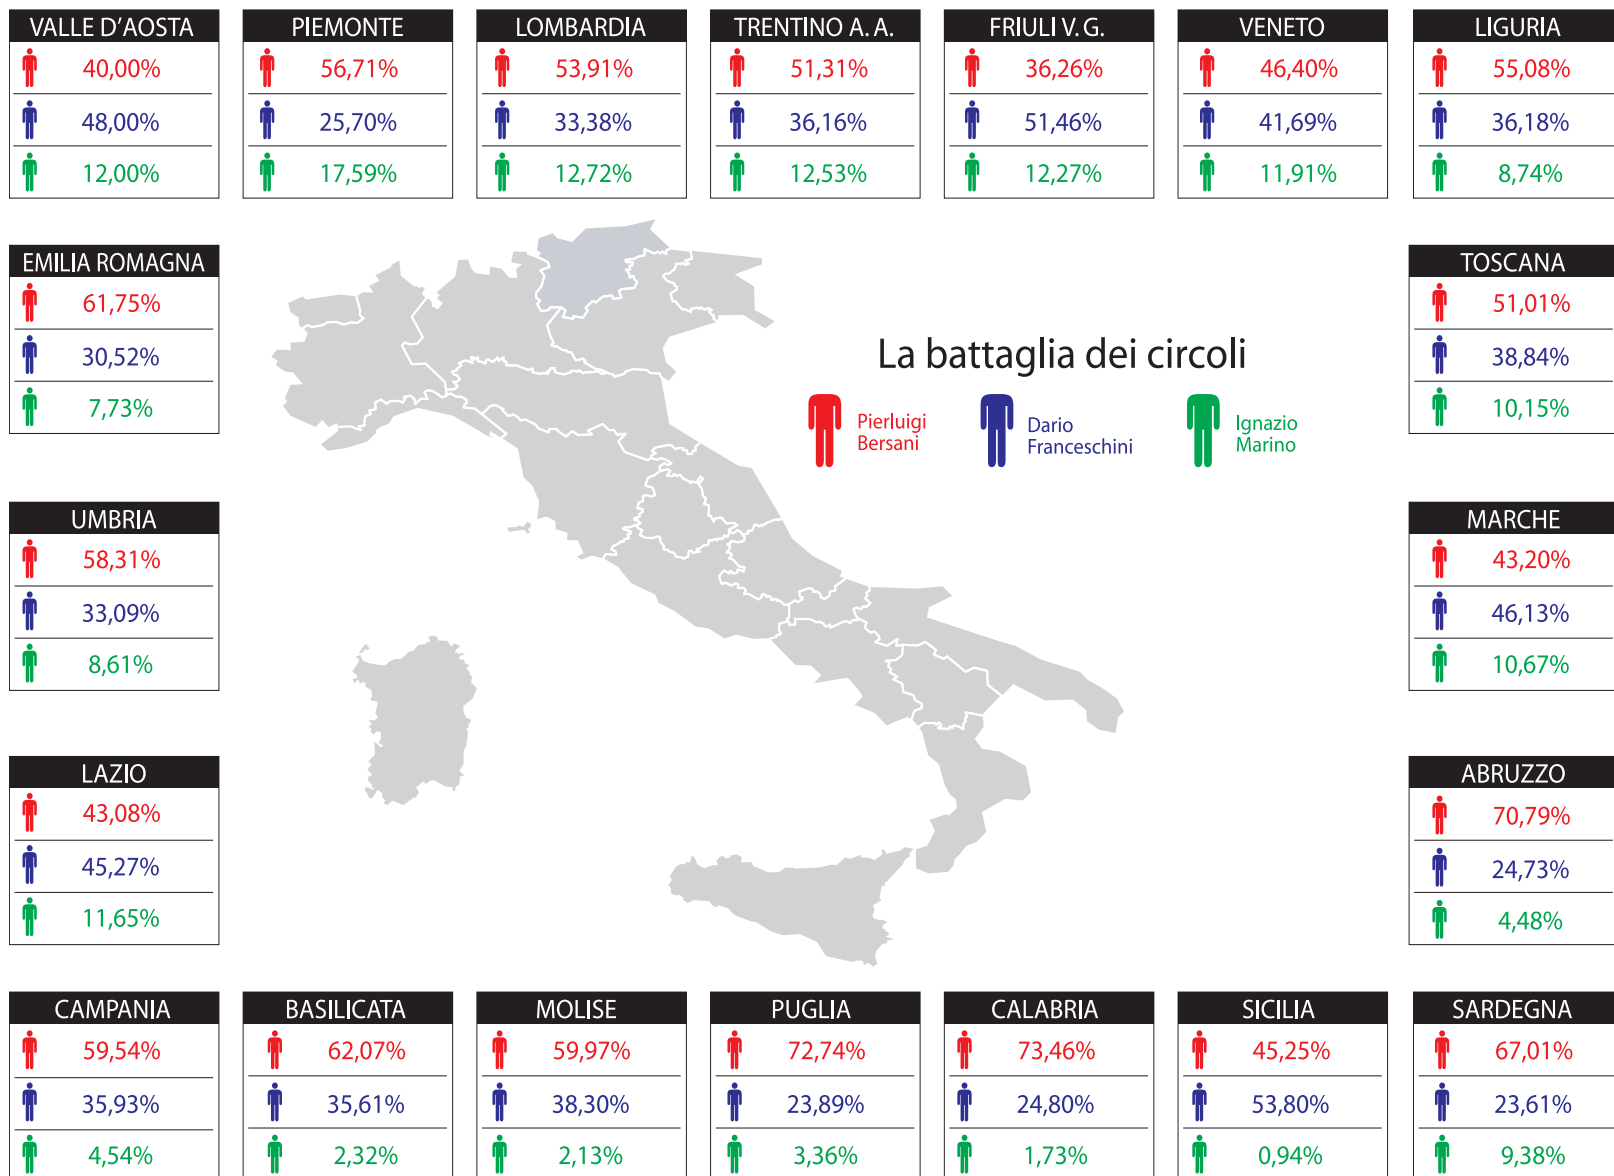 VALLE D’AOSTA
40,00%
48,00%
12,00%
PIEMONTE
56,71%
25,70%
17,59%
LOMBARDIA
53,91%
33,38%
12,72%
TRENTINO A. A.
51,31%
36,16%
12,53%
FRIULI V. G.
36,26%
51,46%
12,27%
VENETO
46,40%
41,69%
11,91%
LIGURIA
55,08%
36,18%
8,74%
EMILIA ROMAGNA
61,75%
30,52%
7,73%
La battaglia dei circoli
Pierluigi
Bersani
Dario
Franceschini
Ignazio
Marino
TOSCANA
51,01%
38,84%
10,15%
UMBRIA
58,31%
33,09%
8,61%
MARCHE
43,20%
46,13%
10,67%
LAZIO
43,08%
45,27%
11,65%
ABRUZZO
70,79%
24,73%
4,48%
CAMPANIA
59,54%
35,93%
4,54%
BASILICATA
62,07%
35,61%
2,32%
MOLISE
59,97%
38,30%
2,13%
PUGLIA
72,74%
23,89%
3,36%
CALABRIA
73,46%
24,80%
1,73%
SICILIA
45,25%
53,80%
0,94%
SARDEGNA
67,01%
23,61%
9,38%